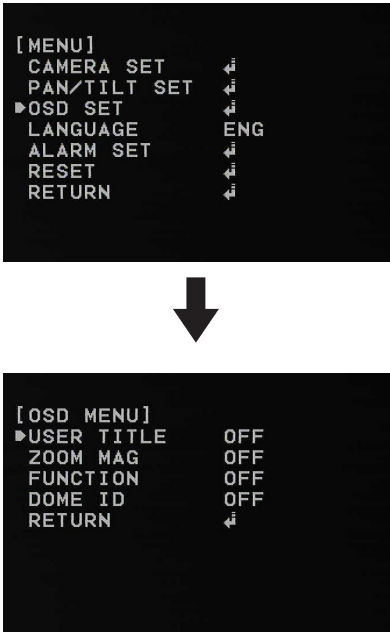 [MENU]
CAMERA SET ↲
PAN/TILT SET ↲
▶OSD SET ↲
LANGUAGE ENG
ALARM SET ↲
RESET ↲
RETURN ↲
[OSD MENU]
▶USER TITLE OFF
ZOOM MAG OFF
FUNCTION OFF
DOME ID OFF
RETURN ↲